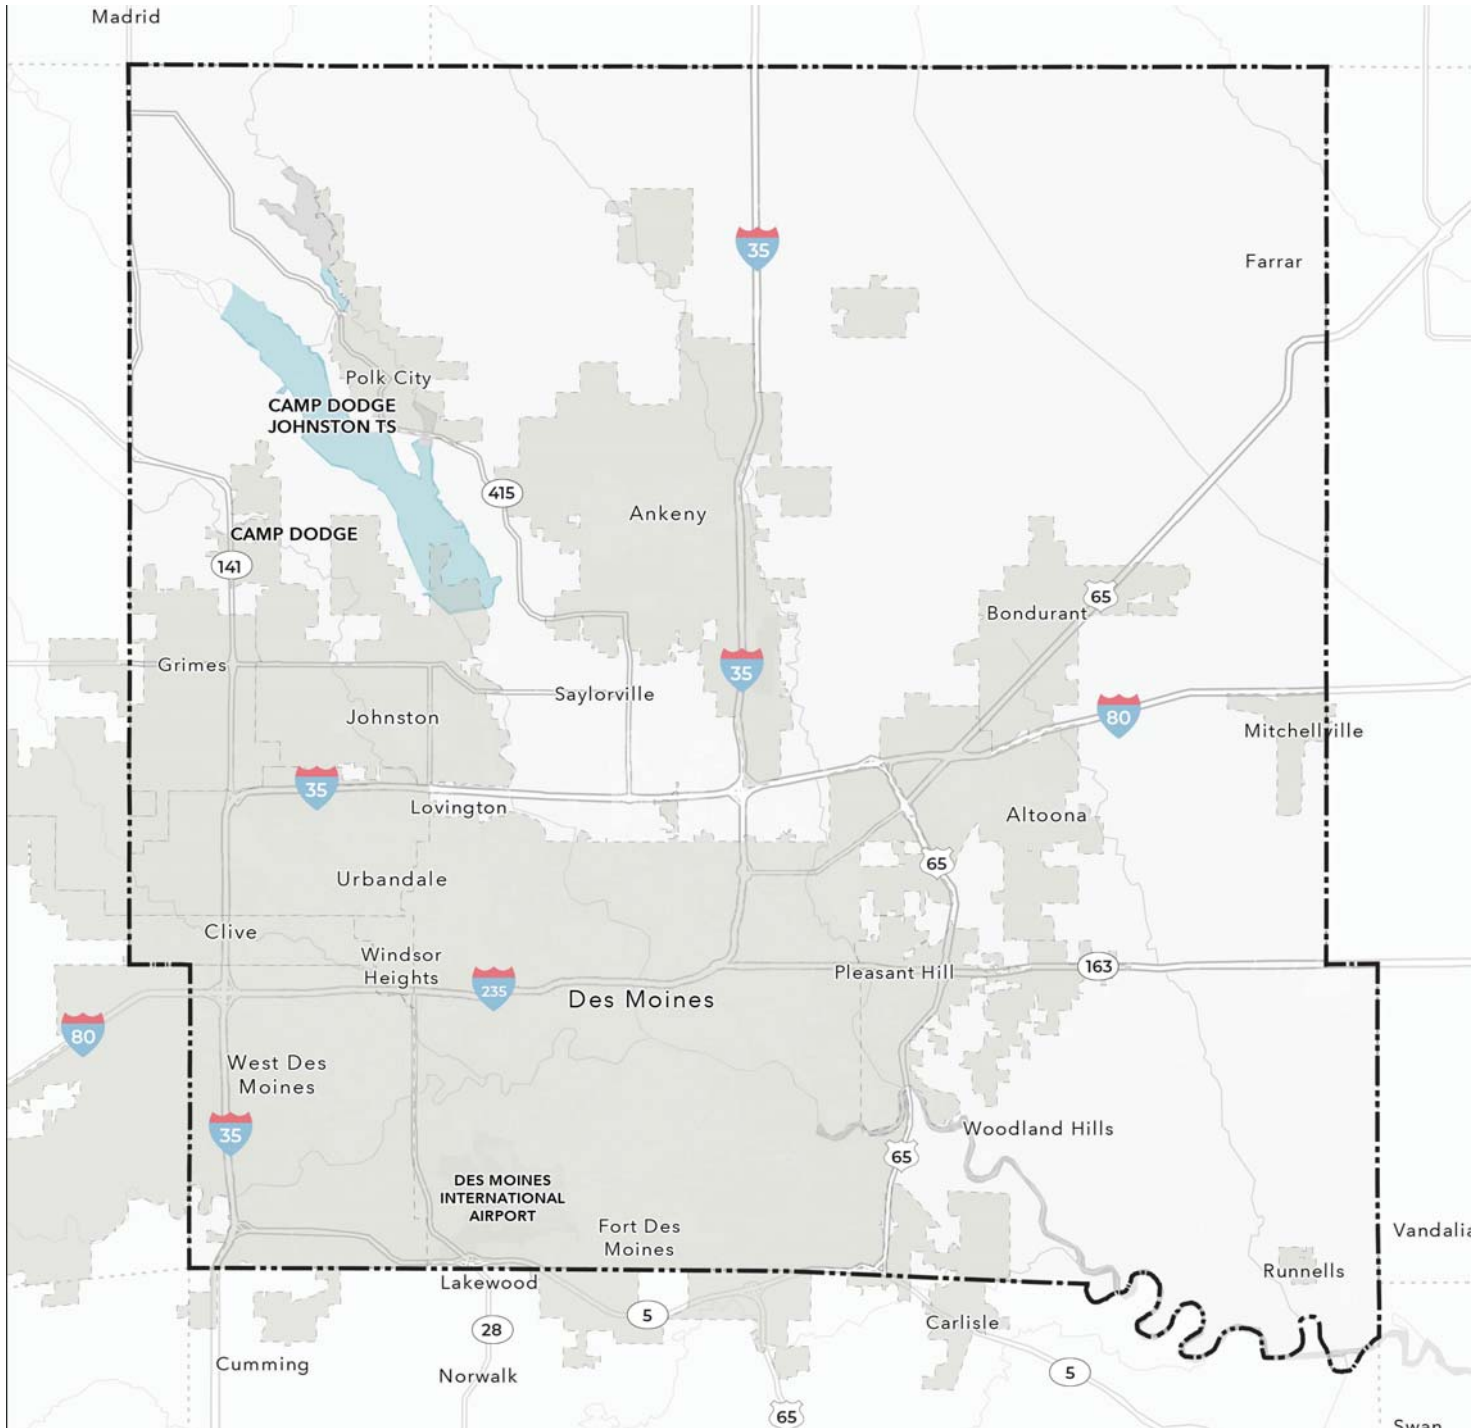 Madrid
35
Farrar
Polk City
CAMP DODGE
JOHNSTON TS
415
Ankeny
CAMP DODGE
141
65
Bondurant
Grimes
35
Saylorville
Johnston
80
Mitchellville
35
Lovington
Altoona
65
Urbandale
Clive
Windsor
Heights
Pleasant Hill
163
235
Des Moines
80
West Des
Moines
35
Woodland Hills
65
DES MOINES
INTERNATIONAL
AIRPORT
Fort Des
Moines
Vandalia
Runnells
Lakewood
5
28
Carlisle
Cumming
Norwalk
5
65
Swan